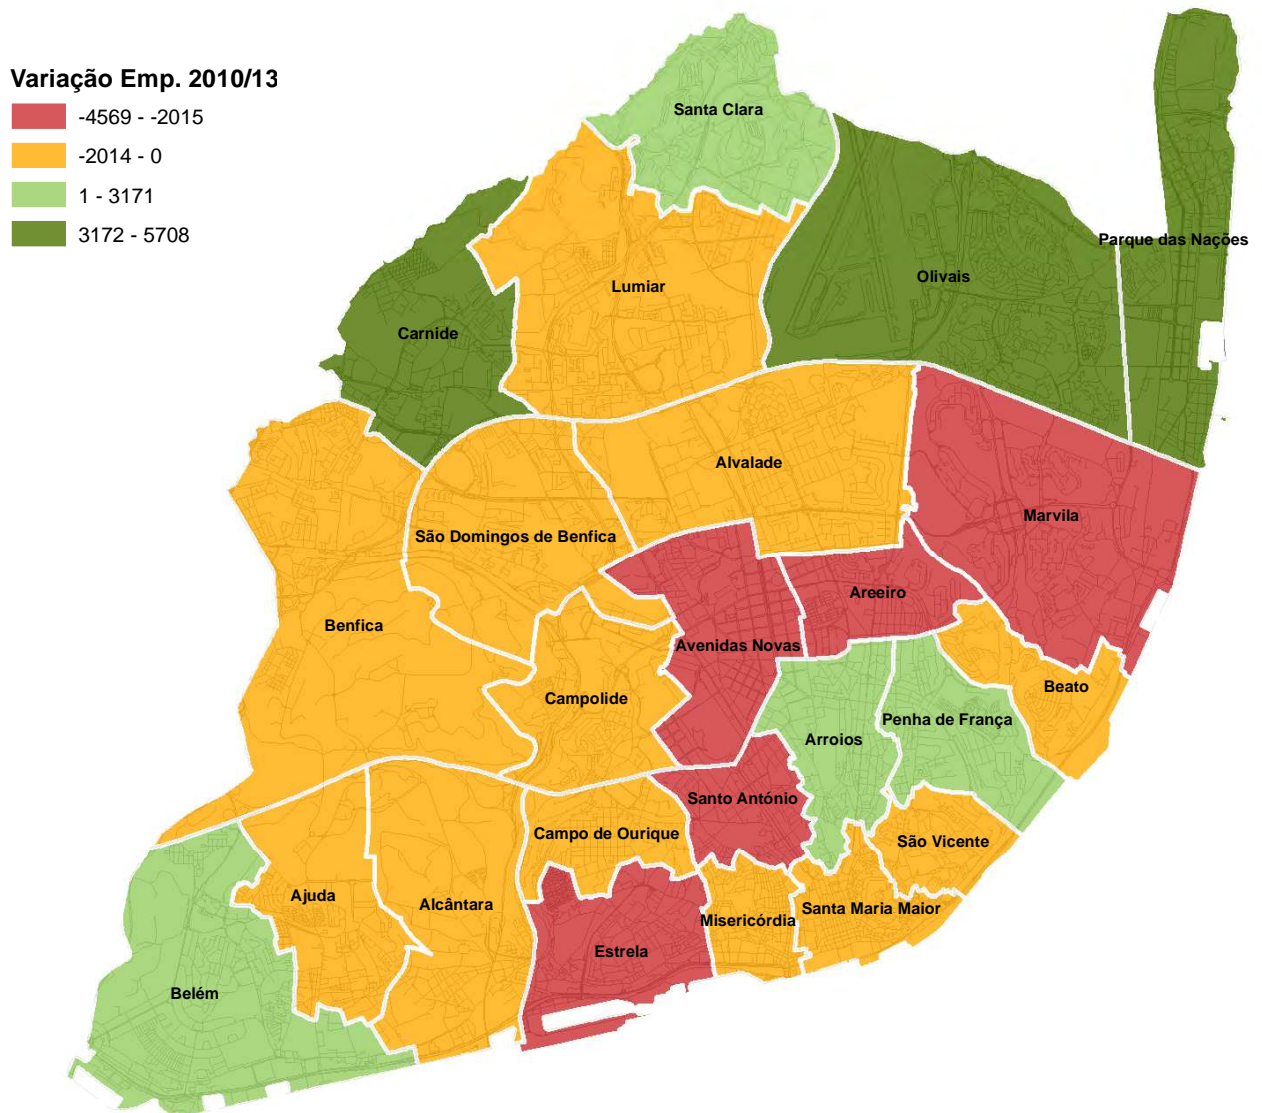 Variação Emp. 2010/13
-4569 - -2015
-2014 - 0
1 - 3171
3172 - 5708
Santa Clara
Parque das Nações
Olivais
Lumiar
Carnide
Alvalade
Marvila
São Domingos de Benfica
Areeiro
Benfica
Avenidas Novas
Beato
Campolide
Penha de França
Arroios
Santo António
Campo de Ourique
São Vicente
Ajuda
Alcântara
Santa Maria Maior
Misericórdia
Estrela
Belém